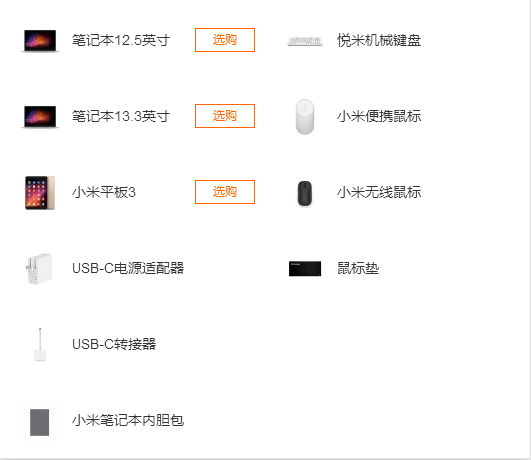 笔记本12.5英寸
选购
悦米机械键盘
笔记本13.3英寸
选购
小米便携鼠标
小米平板3
选购
小米无线鼠标
USB-C电源适配器
鼠标垫
USB-C转接器
小米笔记本内胆包